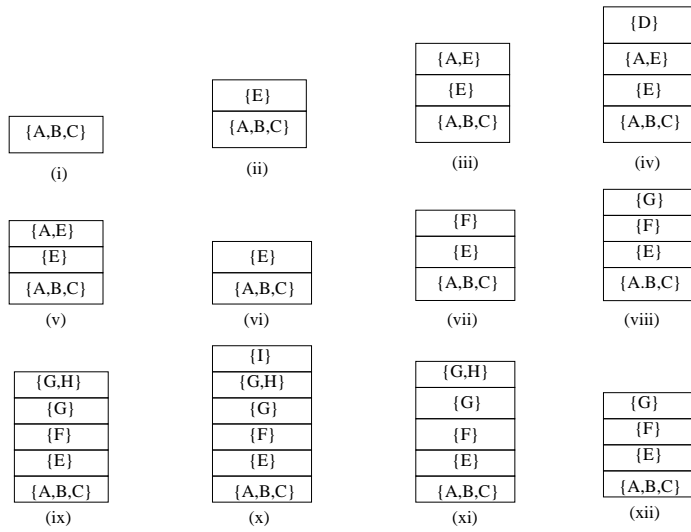 {A,B,C}
(i)
{E}
{A,B,C}
(ii)
{A,E}
{E}
{A,B,C}
(iii)
{D}
{A,E}
{E}
{A,B,C}
(iv)
{A,E}
{E}
{A,B,C}
(v)
{E}
{A,B,C}
(vi)
{F}
{E}
{A,B,C}
(vii)
{G}
{F}
{E}
{A.B,C}
(viii)
{G,H}
{G}
{F}
{E}
{A,B,C}
(ix)
{I}
{G,H}
{G}
{F}
{E}
{A,B,C}
(x)
{G,H}
{G}
{F}
{E}
{A,B,C}
(xi)
{G}
{F}
{E}
{A,B,C}
(xii)